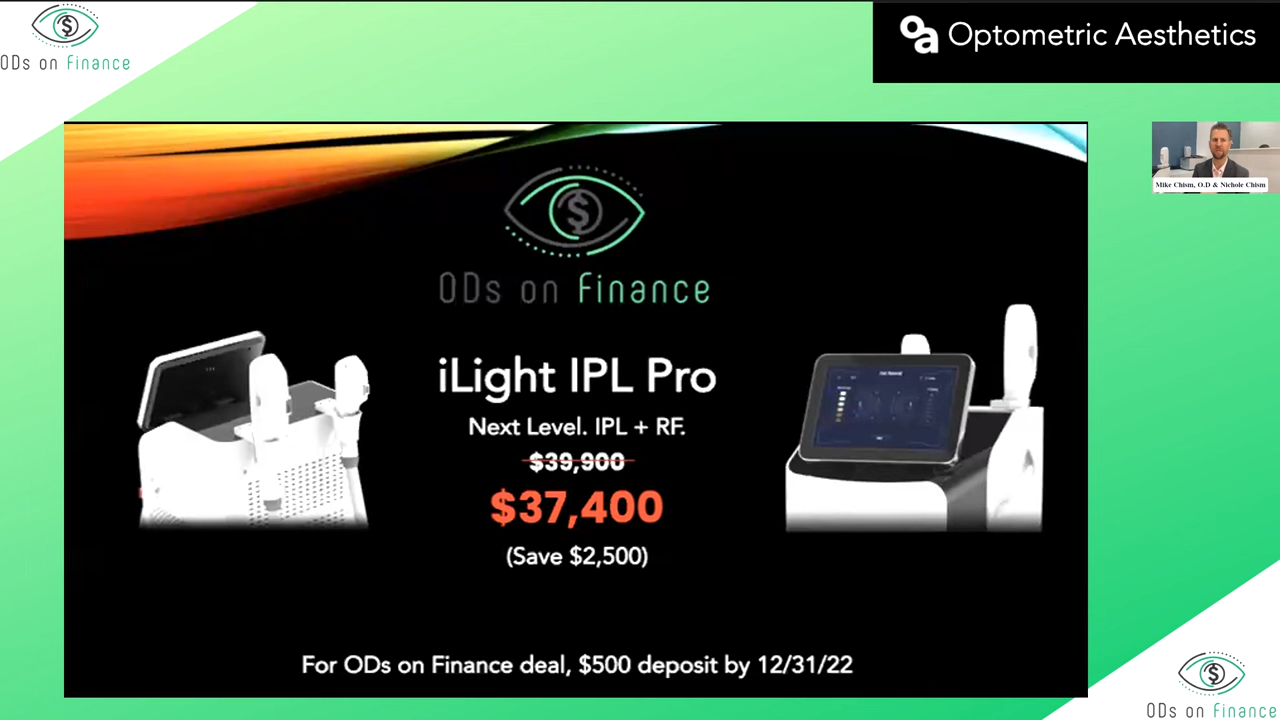 ODs on Finance
oa Optometric Aesthetics
Mike Chism, O.D & Nichole Chism
ODs on Finance
iLight IPL Pro
Next Level. IPL + RF.
$39,900
$37,400
(Save $2,500)
For ODs on Finance deal, $500 deposit by 12/31/22
ODs on Finance